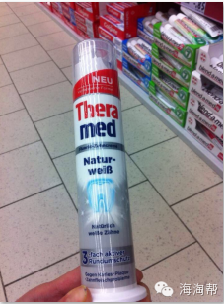 NEU
Thera
med
Natur-
weiß
Natürlich
weiße Zähne
3-fach aktiver
Rundumschutz
海淘帮